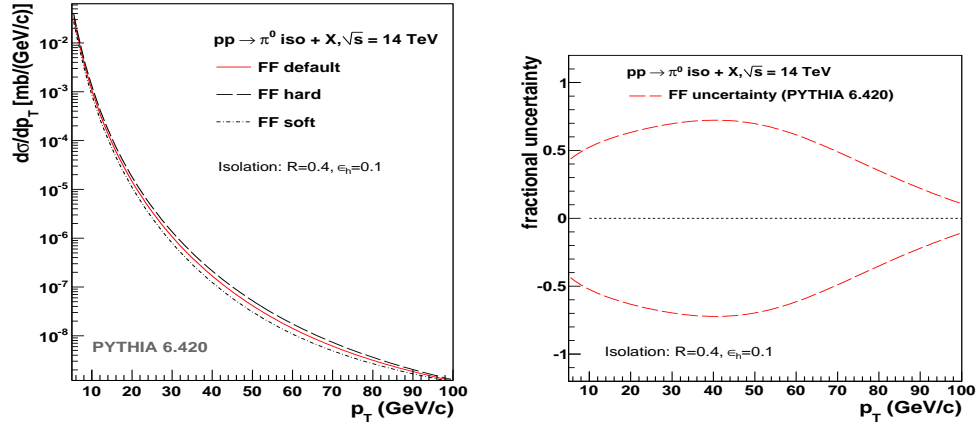 dσ/dp_T [mb/(GeV/c)]
10^-2
10^-3
10^-4
10^-5
10^-6
10^-7
10^-8
pp → π^0 iso + X, √s = 14 TeV
FF default
FF hard
FF soft
Isolation: R=0.4, ε_h=0.1
PYTHIA 6.420
10 20 30 40 50 60 70 80 90 100
p_T (GeV/c)
fractional uncertainty
1
0.5
0
-0.5
-1
pp → π^0 iso + X, √s = 14 TeV
FF uncertainty (PYTHIA 6.420)
Isolation: R=0.4, ε_h=0.1
10 20 30 40 50 60 70 80 90 100
p_T (GeV/c)